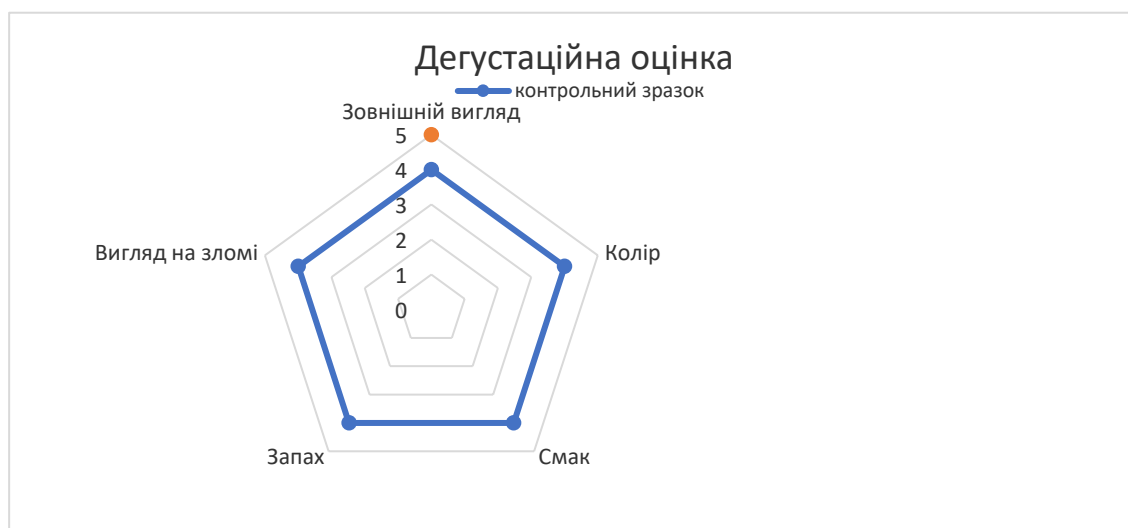 Дегустаційна оцінка
контрольний зразок
Зовнішній вигляд
5
4
3
2
1
0
Колір
Смак
Запах
Вигляд на зломі